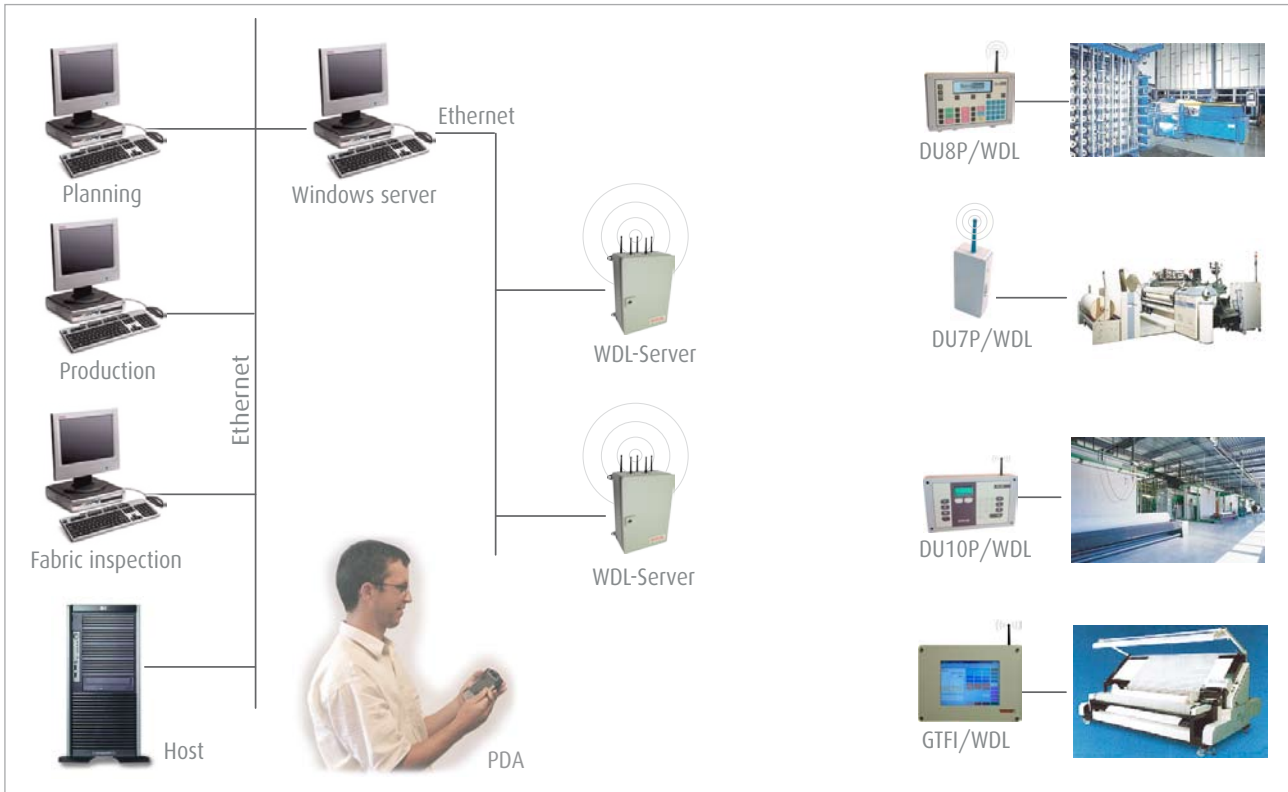 Planning
Windows server
Ethernet
Production
Ethernet
Fabric inspection
Host
PDA
WDL-Server
WDL-Server
DU8P/WDL
DU7P/WDL
DU10P/WDL
GTFI/WDL